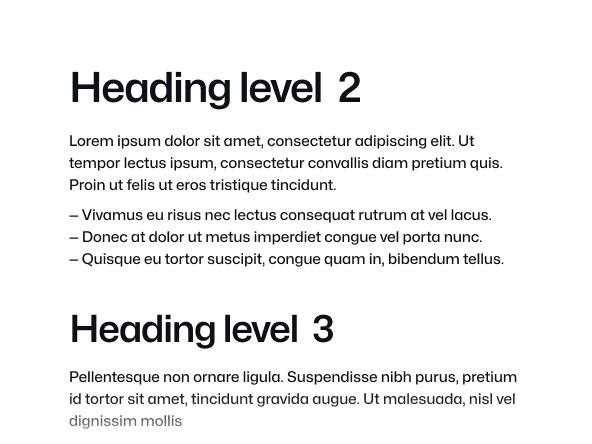 Heading level 2
Lorem ipsum dolor sit amet, consectetur adipiscing elit. Ut
tempor lectus ipsum, consectetur convallis diam pretium quis.
Proin ut felis ut eros tristique tincidunt.
– Vivamus eu risus nec lectus consequat rutrum at vel lacus.
– Donec at dolor ut metus imperdiet congue vel porta nunc.
– Quisque eu tortor suscipit, congue quam in, bibendum tellus.
Heading level 3
Pellentesque non ornare ligula. Suspendisse nibh purus, pretium
id tortor sit amet, tincidunt gravida augue. Ut malesuada, nisl vel
dignissim mollis